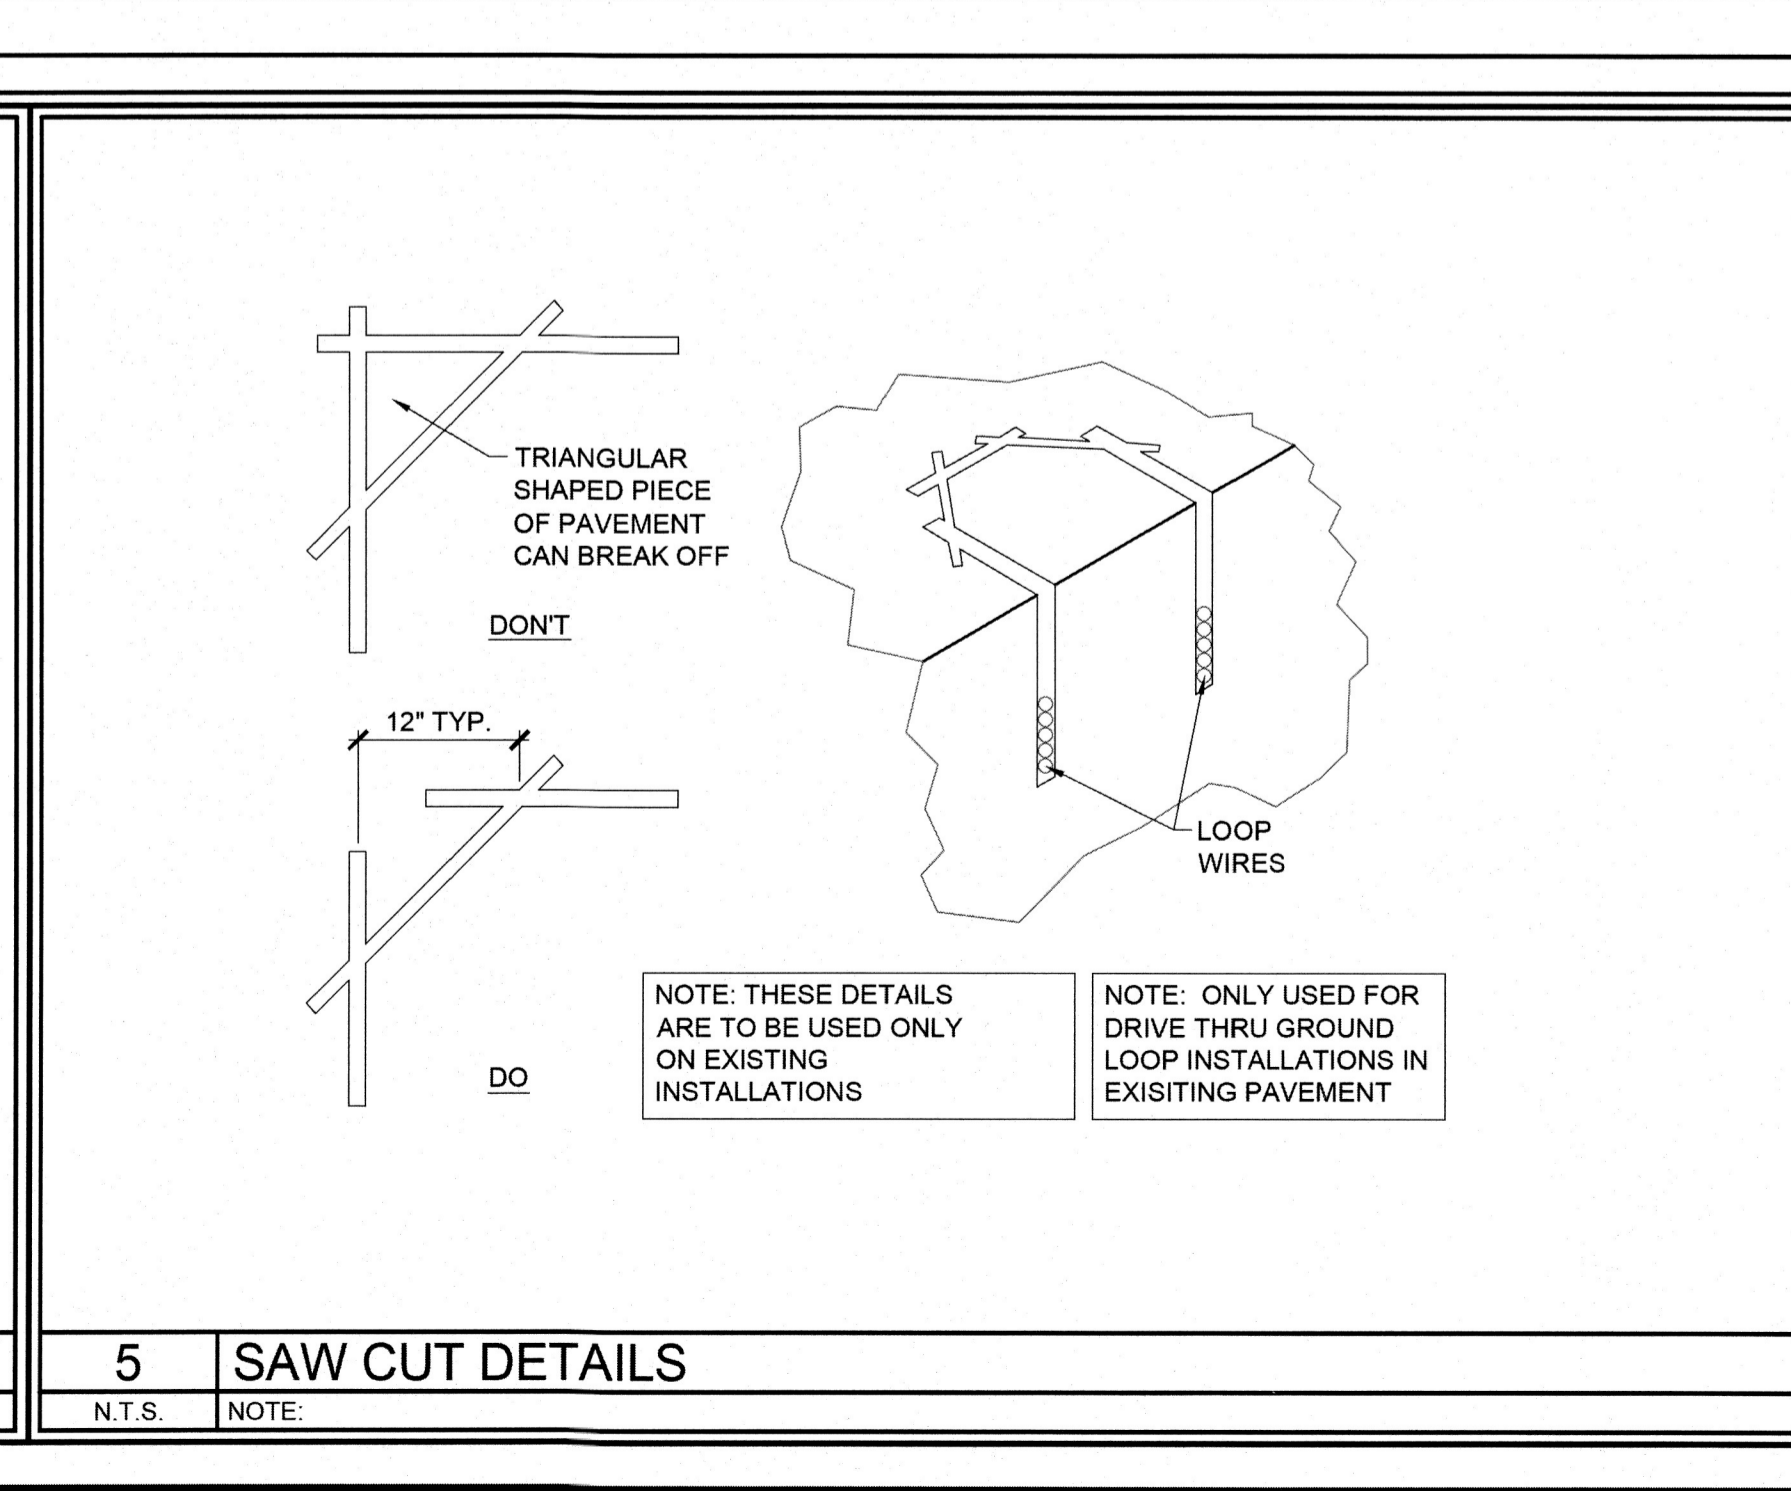 TRIANGULAR
SHAPED PIECE
OF PAVEMENT
CAN BREAK OFF
DON'T
12" TYP.
DO
LOOP
WIRES
NOTE: THESE DETAILS
ARE TO BE USED ONLY
ON EXISTING
INSTALLATIONS
NOTE: ONLY USED FOR
DRIVE THRU GROUND
LOOP INSTALLATIONS IN
EXISITING PAVEMENT
5
SAW CUT DETAILS
N.T.S.
NOTE: